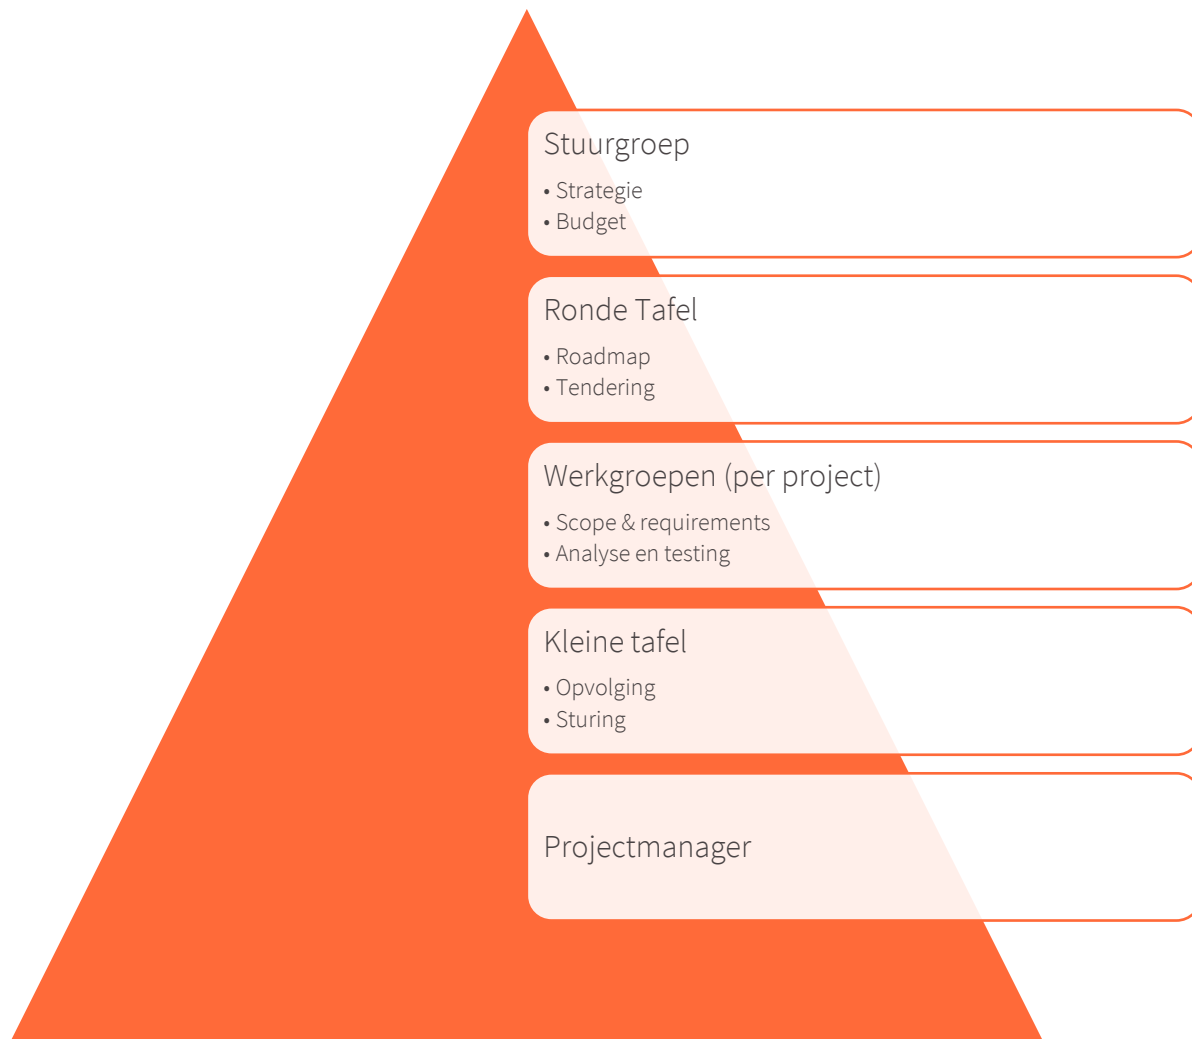 Stuurgroep
• Strategie
• Budget
Ronde Tafel
• Roadmap
• Tendering
Werkgroepen (per project)
• Scope & requirements
• Analyse en testing
Kleine tafel
• Opvolging
• Sturing
Projectmanager